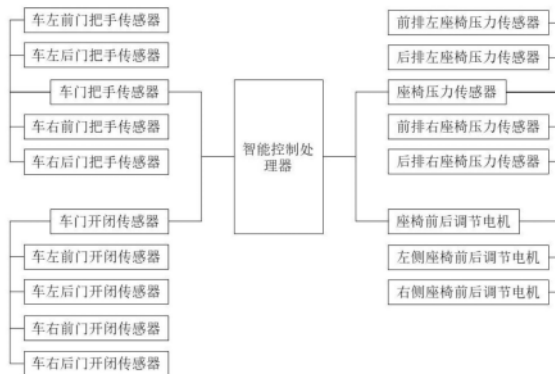 车左前门把手传感器
车左后门把手传感器
车门把手传感器
车右前门把手传感器
车右后门把手传感器
车门开闭传感器
车左前门开闭传感器
车左后门开闭传感器
车右前门开闭传感器
车右后门开闭传感器
智能控制处
理器
前排左座椅压力传感器
后排左座椅压力传感器
座椅压力传感器
前排右座椅压力传感器
后排右座椅压力传感器
座椅前后调节电机
左侧座椅前后调节电机
右侧座椅前后调节电机